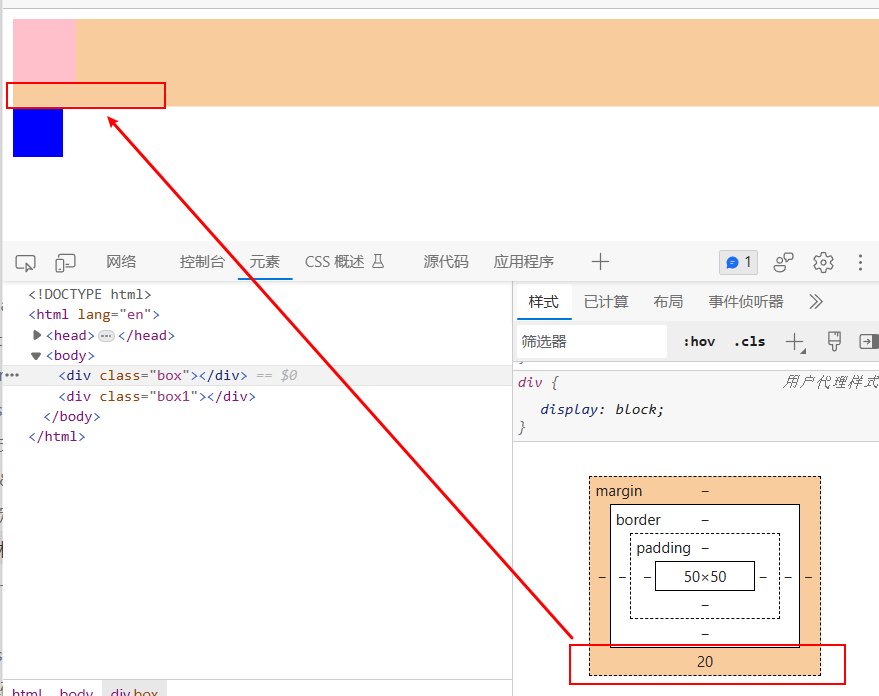 网络 控制台 元素 CSS 概述 源代码 应用程序 1
<!DOCTYPE html>
<html lang="en">
<head> </head>
<body>
<div class="box"></div> == $0
<div class="box1"></div>
</body>
</html>
html body div.box
样式 已计算 布局 事件侦听器
筛选器 :hov .cls
}
div { 用户代理样式
display: block;
}
margin –
border –
padding –
– – – 50×50 – – –
–
–
20